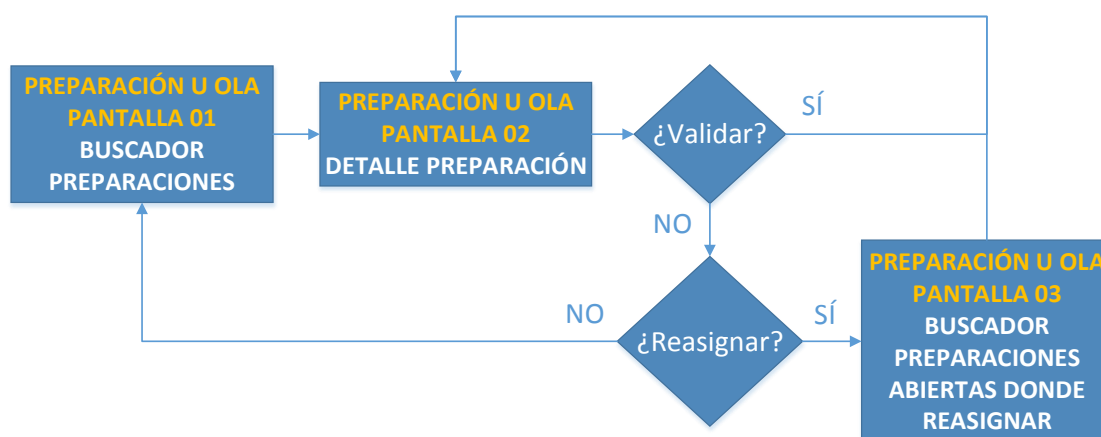 PREPARACIÓN U OLA
PANTALLA 01
BUSCADOR
PREPARACIONES
PREPARACIÓN U OLA
PANTALLA 02
DETALLE PREPARACIÓN
¿Validar?
SÍ
NO
¿Reasignar?
NO
SÍ
PREPARACIÓN U OLA
PANTALLA 03
BUSCADOR
PREPARACIONES
ABIERTAS DONDE
REASIGNAR